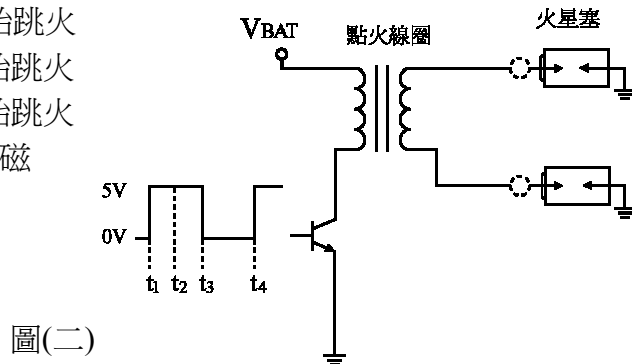 始跳火
始跳火
始跳火
磁
VBAT
點火線圈
火星塞
5V
0V
t1 t2 t3 t4
圖(二)